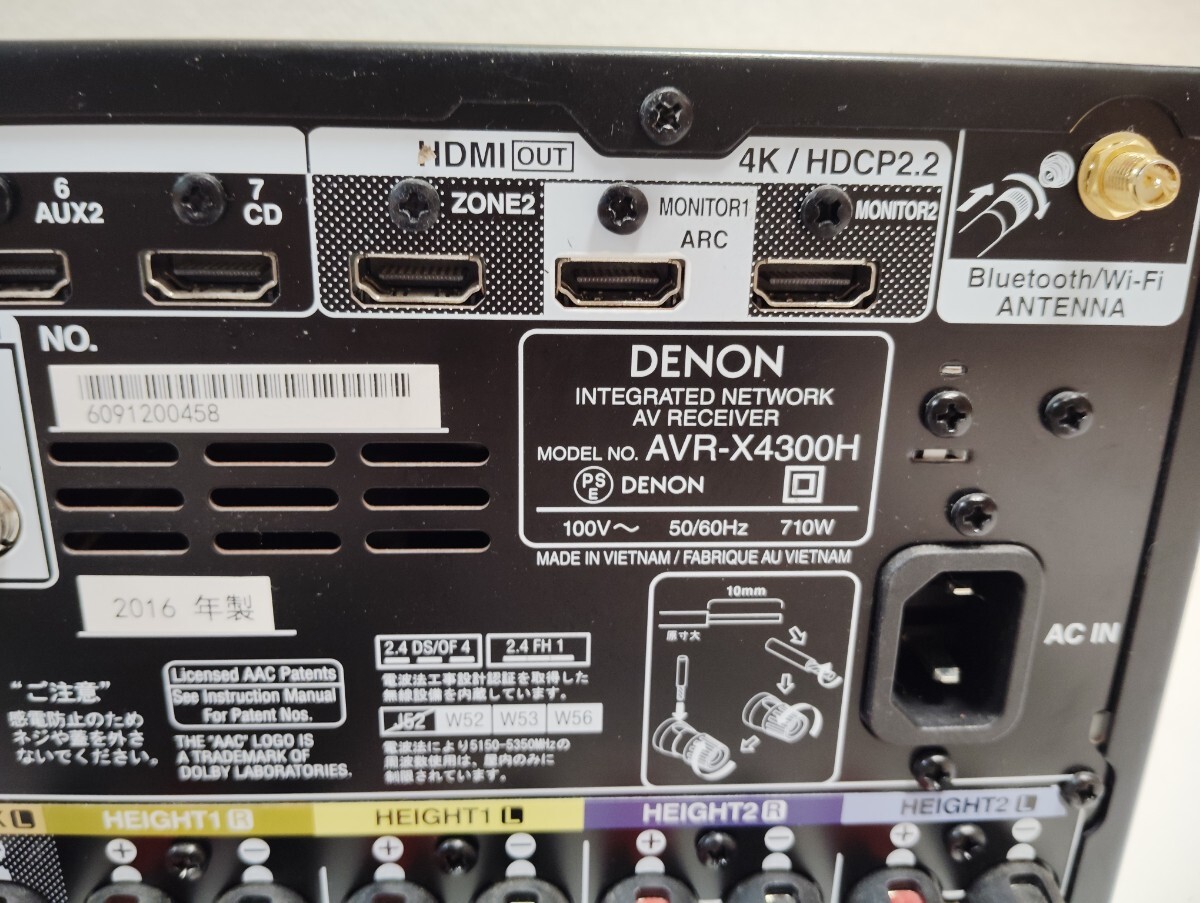 HDMI OUT
4K / HDCP2.2
6
AUX2
7
CD
ZONE2
MONITOR1
ARC
MONITOR2
Bluetooth/Wi-Fi
ANTENNA
NO.
6091200458
DENON
INTEGRATED NETWORK
AV RECEIVER
MODEL NO. AVR-X4300H
PS
E
DENON
100V～ 50/60Hz 710W
MADE IN VIETNAM / FABRIQUE AU VIETNAM
2016 年製
10mm
原寸大
AC IN
2.4 DS/OF 4
2.4 FH 1
電波法工事設計認証を取得した
無線設備を内蔵しています。
J52 W52 W53 W56
電波法により5150-5350MHzの
周波数使用は、屋内のみに
制限されています。
Licensed AAC Patents
See Instruction Manual
For Patent Nos.
THE "AAC" LOGO IS
A TRADEMARK OF
DOLBY LABORATORIES.
"ご注意"
感電防止のため
ネジや蓋を外さ
ないでください。
K L
HEIGHT1 R
HEIGHT1 L
HEIGHT2 R
HEIGHT2 L